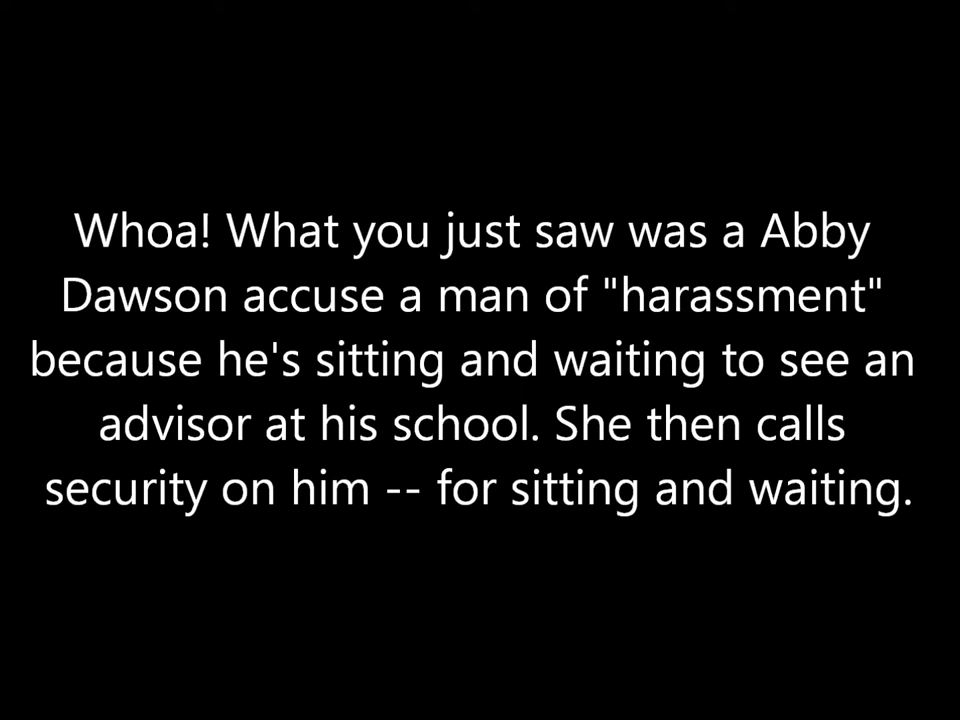 Whoa! What you just saw was a Abby
Dawson accuse a man of "harassment"
because he's sitting and waiting to see an
advisor at his school. She then calls
security on him -- for sitting and waiting.